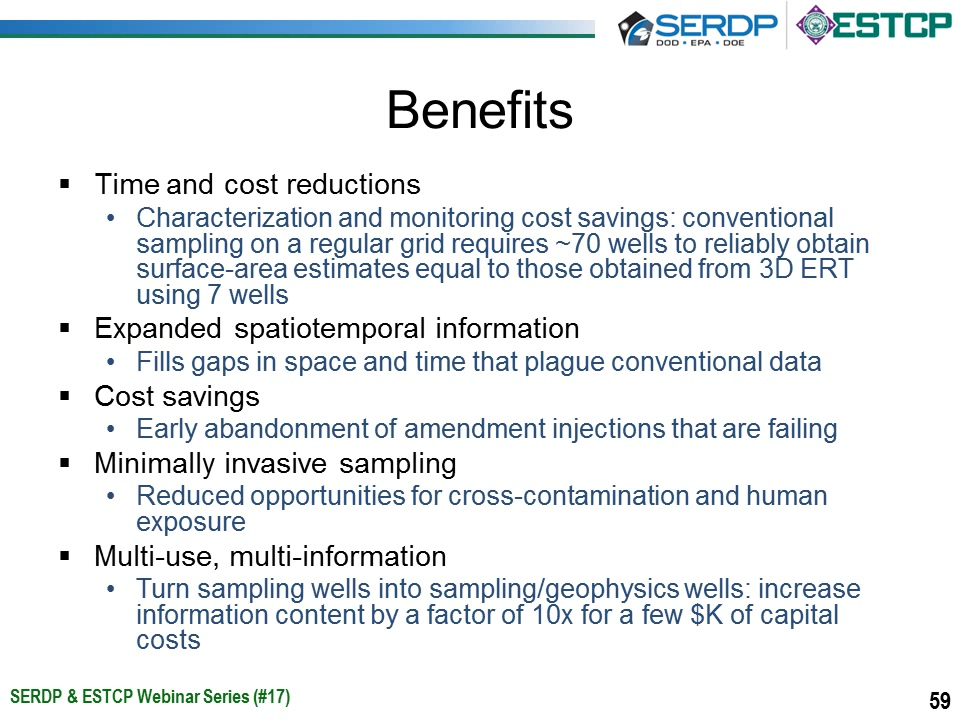 SERDP
DOD • EPA • DOE
ESTCP
Benefits
▪ Time and cost reductions
• Characterization and monitoring cost savings: conventional
sampling on a regular grid requires ~70 wells to reliably obtain
surface-area estimates equal to those obtained from 3D ERT
using 7 wells
▪ Expanded spatiotemporal information
• Fills gaps in space and time that plague conventional data
▪ Cost savings
• Early abandonment of amendment injections that are failing
▪ Minimally invasive sampling
• Reduced opportunities for cross-contamination and human
exposure
▪ Multi-use, multi-information
• Turn sampling wells into sampling/geophysics wells: increase
information content by a factor of 10x for a few $K of capital
costs
SERDP & ESTCP Webinar Series (#17)
59